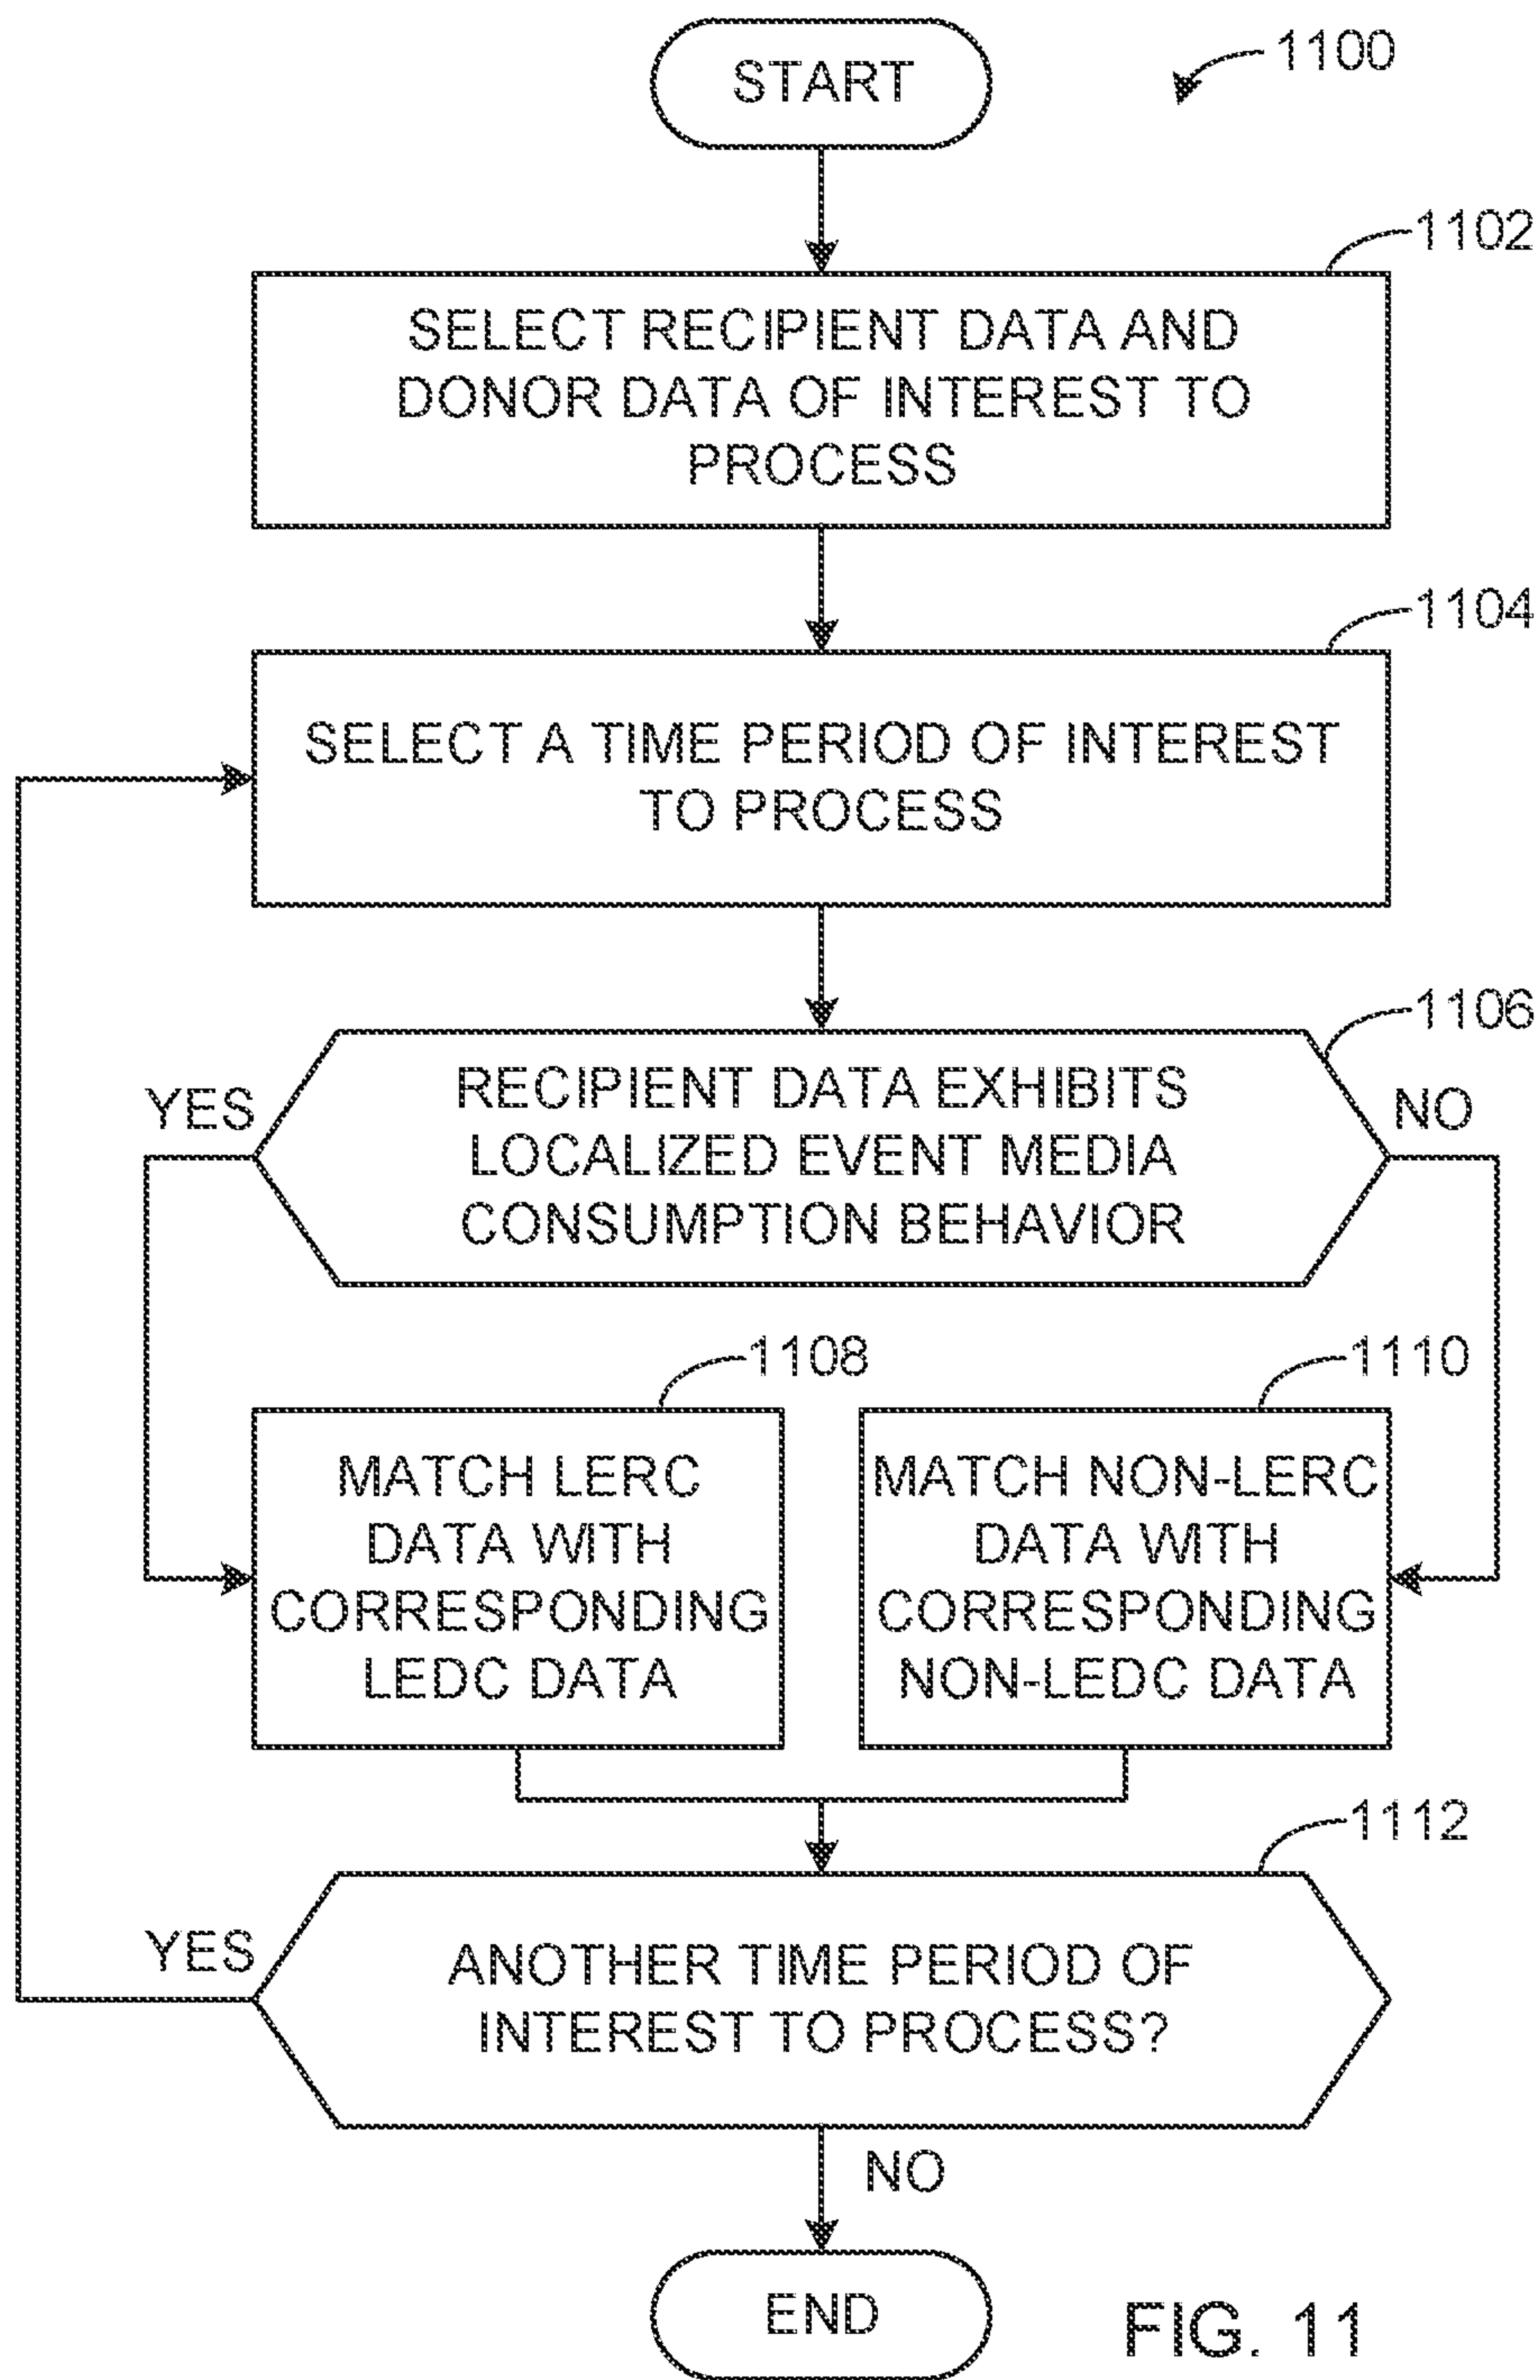 START
1100
1102
SELECT RECIPIENT DATA AND
DONOR DATA OF INTEREST TO
PROCESS
1104
SELECT A TIME PERIOD OF INTEREST
TO PROCESS
1106
YES
RECIPIENT DATA EXHIBITS
LOCALIZED EVENT MEDIA
CONSUMPTION BEHAVIOR
NO
1108
MATCH LERC
DATA WITH
CORRESPONDING
LEDC DATA
1110
MATCH NON-LERC
DATA WITH
CORRESPONDING
NON-LEDC DATA
1112
YES
ANOTHER TIME PERIOD OF
INTEREST TO PROCESS?
NO
END
FIG. 11